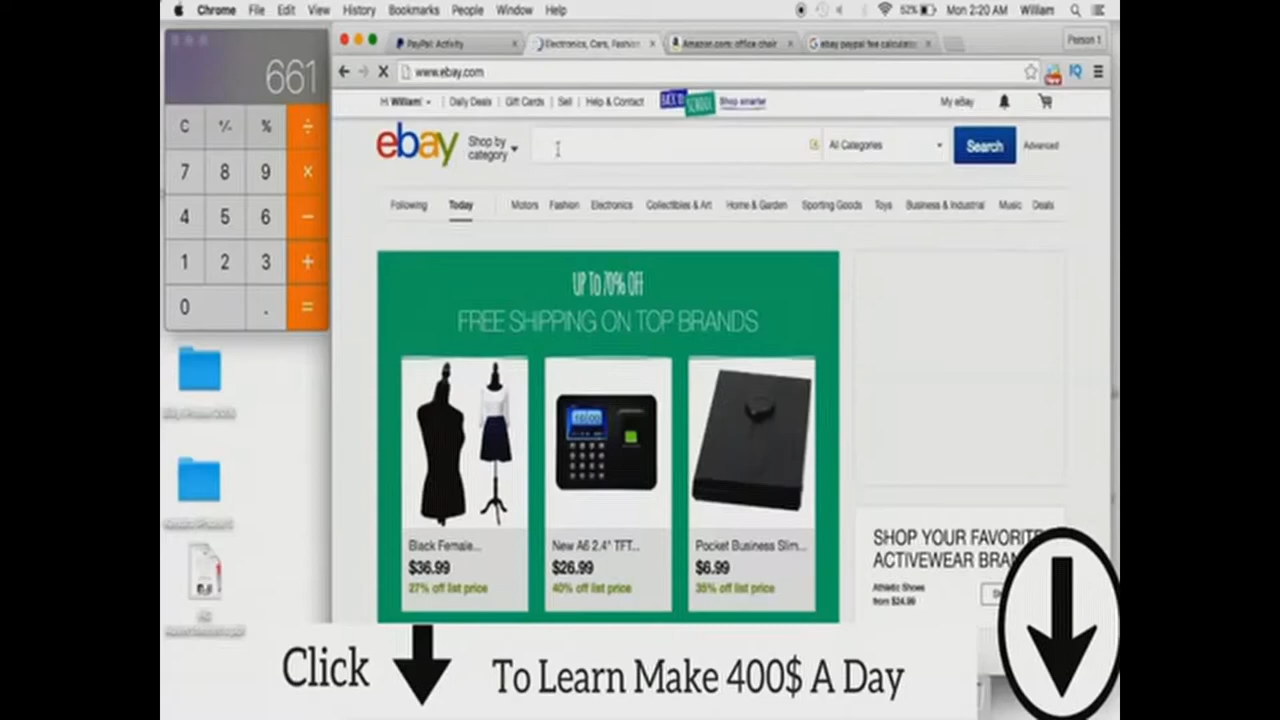 Chrome File Edit View History Bookmarks People Window Help
52% Mon 2:20 AM William
661
C +/- % ÷
7 8 9 ×
4 5 6 −
1 2 3 +
0 . =
PayPal: Activity
Electronics, Cars, Fashion
Amazon.com: office chair
ebay paypal fee calculator
Person 1
www.ebay.com
Hi William!
Daily Deals Gift Cards Sell Help & Contact
BACK TO SCHOOL
Shop smarter
My eBay
ebay
Shop by category
All Categories
Search
Advanced
Following Today Motors Fashion Electronics Collectibles & Art Home & Garden Sporting Goods Toys Business & Industrial Music Deals
UP TO 70% OFF
FREE SHIPPING ON TOP BRANDS
Black Female...
$36.99
27% off list price
New A6 2.4" TFT...
$26.99
40% off list price
Pocket Business Slim...
$6.99
35% off list price
SHOP YOUR FAVORITE
ACTIVEWEAR BRAN
Athletic Shoes
from $24.99
Click
To Learn Make 400$ A Day